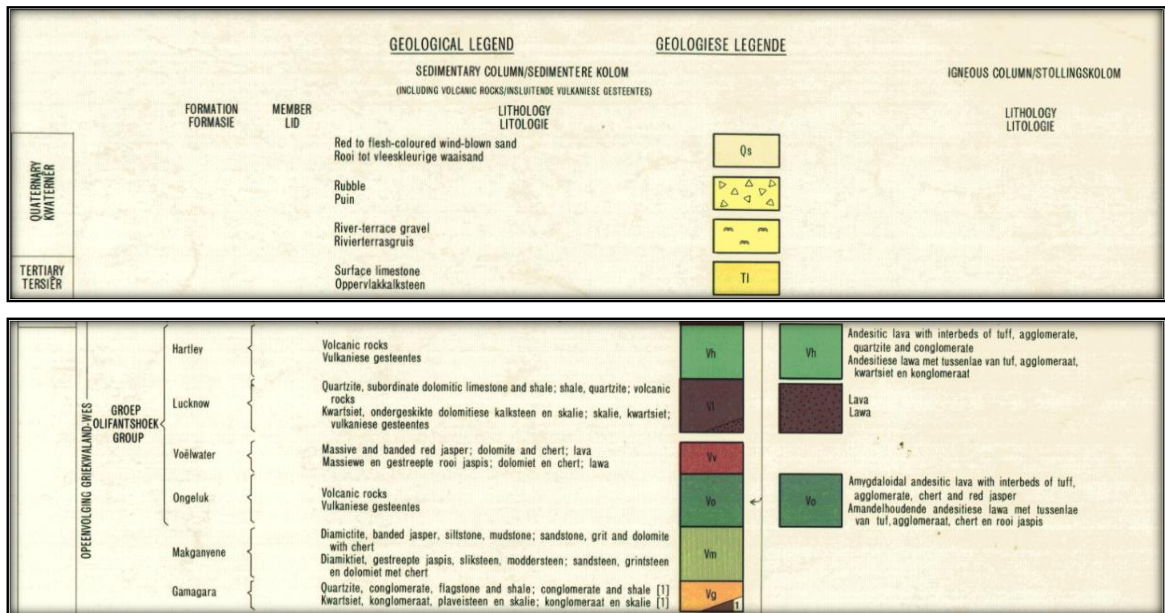 GEOLOGICAL LEGEND
GEOLOGIESE LEGENDE
SEDIMENTARY COLUMN/SEDIMENTÊRE KOLOM
(INCLUDING VOLCANIC ROCKS/INSLUITENDE VULKANIESE GESTEENTES)
IGNEOUS COLUMN/STOLLINGSKOLOM
FORMATION
FORMASIE
MEMBER
LID
LITHOLOGY
LITOLOGIE
LITHOLOGY
LITOLOGIE
QUATERNARY
KWATERNÊR
Red to flesh-coloured wind-blown sand
Rooi tot vleeskleurige waaisand
Qs
Rubble
Puin
River-terrace gravel
Rivierterrasgruis
TERTIARY
TERSIÊR
Surface limestone
Oppervlakkalksteen
Tl
OPEENVOLGING GRIEKWALAND-WES
GROEP
OLIFANTSHOEK
GROUP
Hartley
Volcanic rocks
Vulkaniese gesteentes
Vh
Vh
Andesitic lava with interbeds of tuff, agglomerate,
quartzite and conglomerate
Andesitiese lawa met tussenlae van tuf, agglomeraat,
kwartsiet en konglomeraat
Lucknow
Quartzite, subordinate dolomitic limestone and shale; shale, quartzite; volcanic
rocks
Kwartsiet, ondergeskikte dolomitiese kalksteen en skalie; skalie, kwartsiet;
vulkaniese gesteentes
Vl
Lava
Lawa
Voëlwater
Massive and banded red jasper; dolomite and chert; lava
Massiewe en gestreepte rooi jaspis; dolomiet en chert; lawa
Vv
Ongeluk
Volcanic rocks
Vulkaniese gesteentes
Vo
Vo
Amygdaloidal andesitic lava with interbeds of tuff,
agglomerate, chert and red jasper
Amandelhoudende andesitiese lawa met tussenlae
van tuf, agglomeraat, chert en rooi jaspis
Makganyene
Diamictite, banded jasper, siltstone, mudstone; sandstone, grit and dolomite
with chert
Diamiktiet, gestreepte jaspis, sliksteen, moddersteen; sandsteen, grintsteen
en dolomiet met chert
Vm
Gamagara
Quartzite, conglomerate, flagstone and shale; conglomerate and shale [1]
Kwartsiet, konglomeraat, plaveisteen en skalie; konglomeraat en skalie [1]
Vg
1